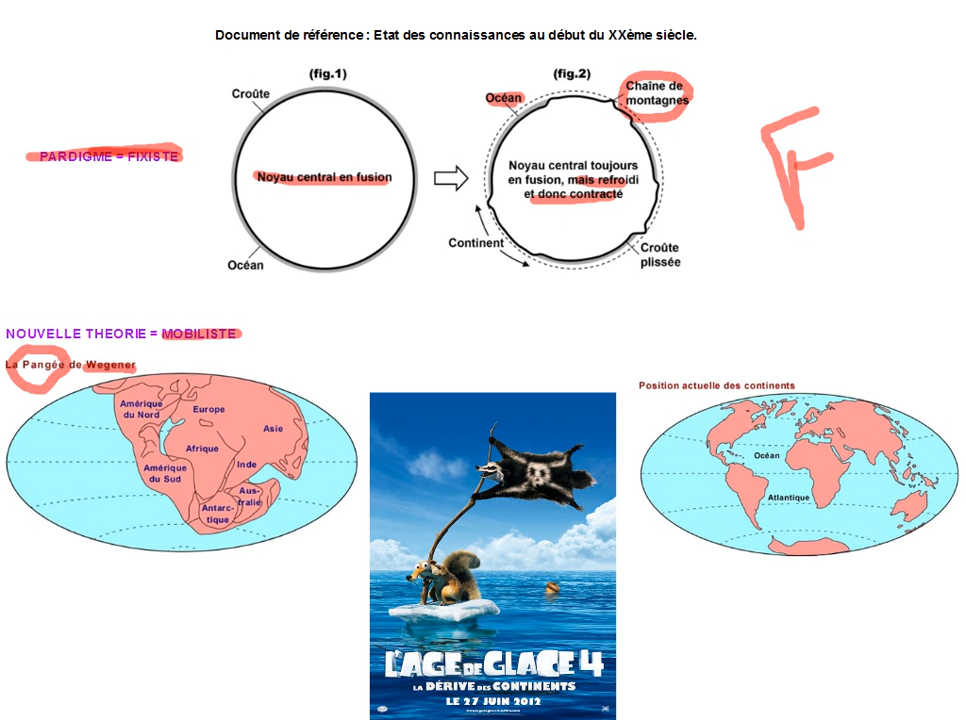 Document de référence : Etat des connaissances au début du XXème siècle.
(fig.1)
(fig.2)
Croûte
Océan
Chaîne de
montagnes
PARDIGME = FIXISTE
Noyau central en fusion
Noyau central toujours
en fusion, mais refroidi
et donc contracté
F
Continent
Océan
Croûte
plissée
NOUVELLE THEORIE = MOBILISTE
La Pangée de Wegener
Position actuelle des continents
Amérique
du Nord
Europe
Asie
Afrique
Inde
Amérique
du Sud
Aus-
tralie
Antarc-
tique
Océan
Atlantique
L'AGE DE GLACE 4
LA DÉRIVE DES CONTINENTS
LE 27 JUIN 2012